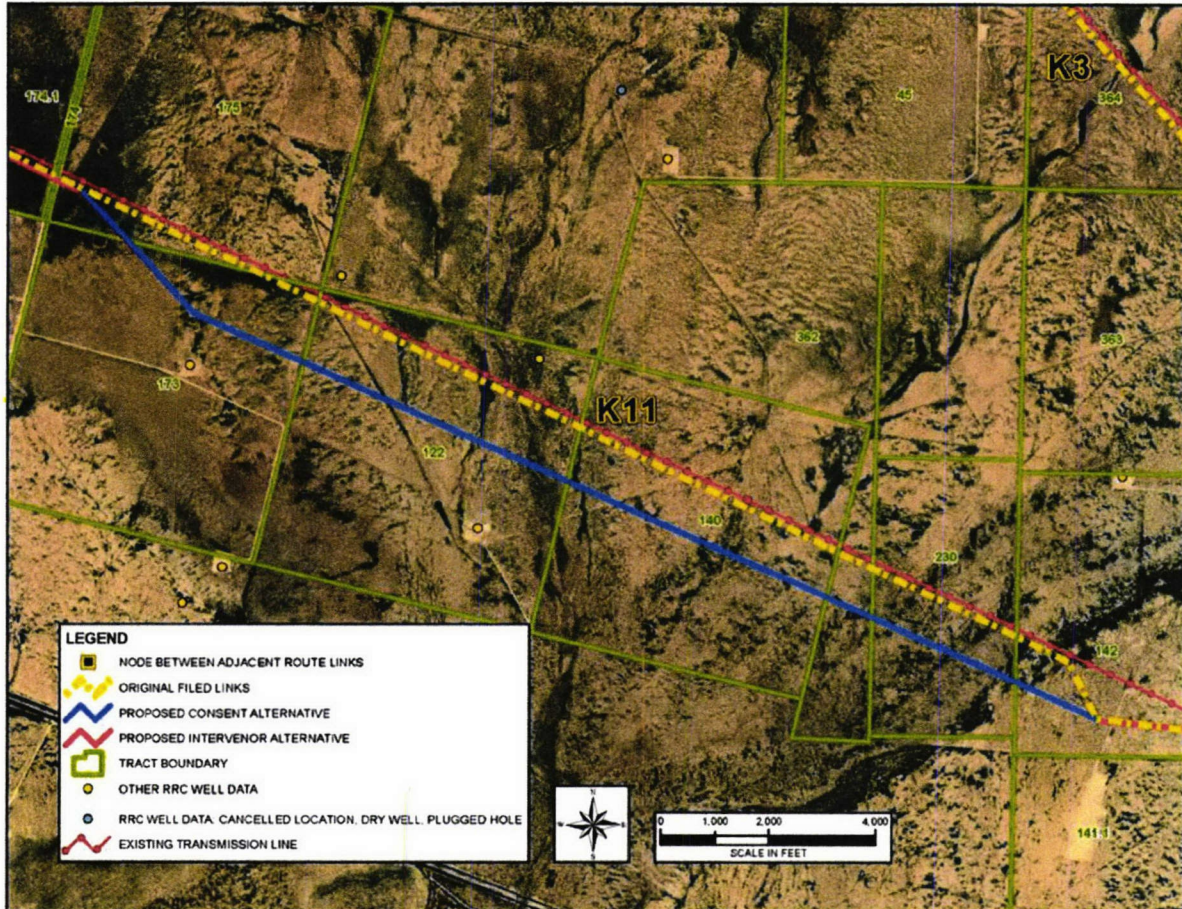 K3
174.1
174
175
45
364
362
363
173
K11
122
140
230
142
141.1
LEGEND
NODE BETWEEN ADJACENT ROUTE LINKS
ORIGINAL FILED LINKS
PROPOSED CONSENT ALTERNATIVE
PROPOSED INTERVENOR ALTERNATIVE
TRACT BOUNDARY
OTHER RRC WELL DATA
RRC WELL DATA, CANCELLED LOCATION, DRY WELL, PLUGGED HOLE
EXISTING TRANSMISSION LINE
N
W E
S
0 1,000 2,000 4,000
SCALE IN FEET